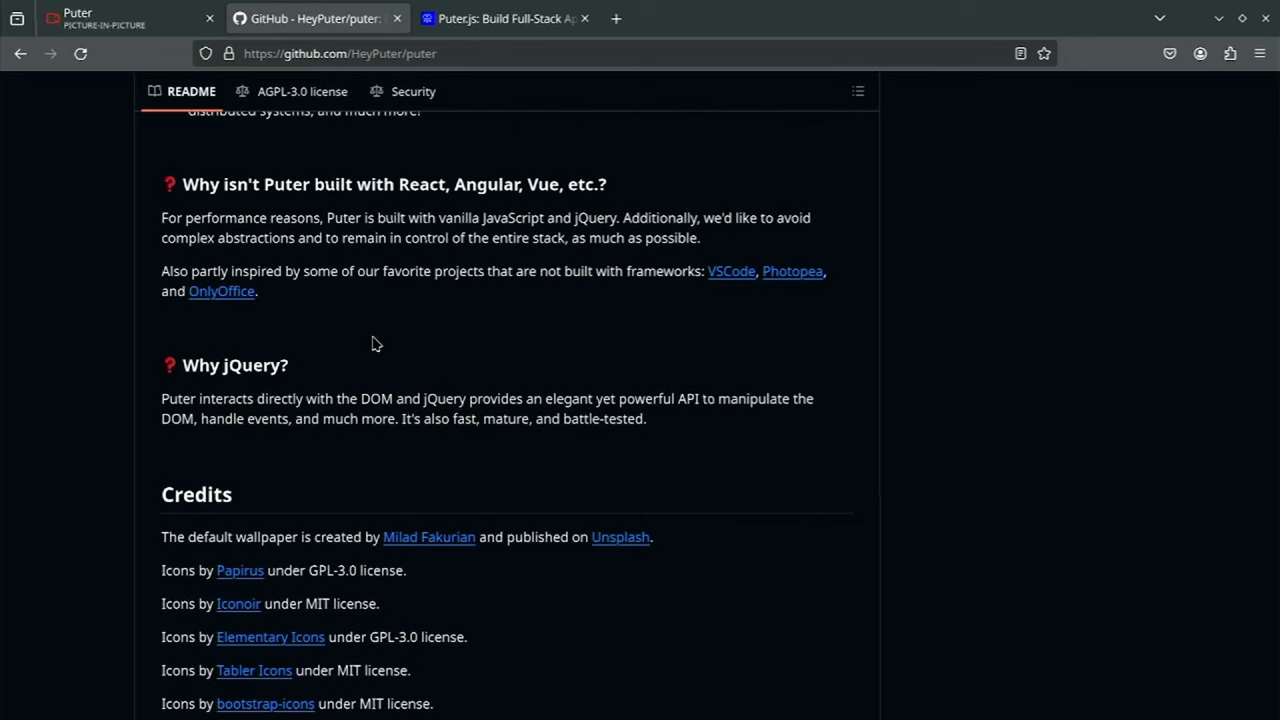 Puter
PICTURE-IN-PICTURE
GitHub - HeyPuter/puter:
Puter.js: Build Full-Stack Ap
https://github.com/HeyPuter/puter
README
AGPL-3.0 license
Security
distributed systems, and much more!
❓ Why isn't Puter built with React, Angular, Vue, etc.?
For performance reasons, Puter is built with vanilla JavaScript and jQuery. Additionally, we'd like to avoid
complex abstractions and to remain in control of the entire stack, as much as possible.
Also partly inspired by some of our favorite projects that are not built with frameworks: VSCode, Photopea,
and OnlyOffice.
❓ Why jQuery?
Puter interacts directly with the DOM and jQuery provides an elegant yet powerful API to manipulate the
DOM, handle events, and much more. It's also fast, mature, and battle-tested.
Credits
The default wallpaper is created by Milad Fakurian and published on Unsplash.
Icons by Papirus under GPL-3.0 license.
Icons by Iconoir under MIT license.
Icons by Elementary Icons under GPL-3.0 license.
Icons by Tabler Icons under MIT license.
Icons by bootstrap-icons under MIT license.